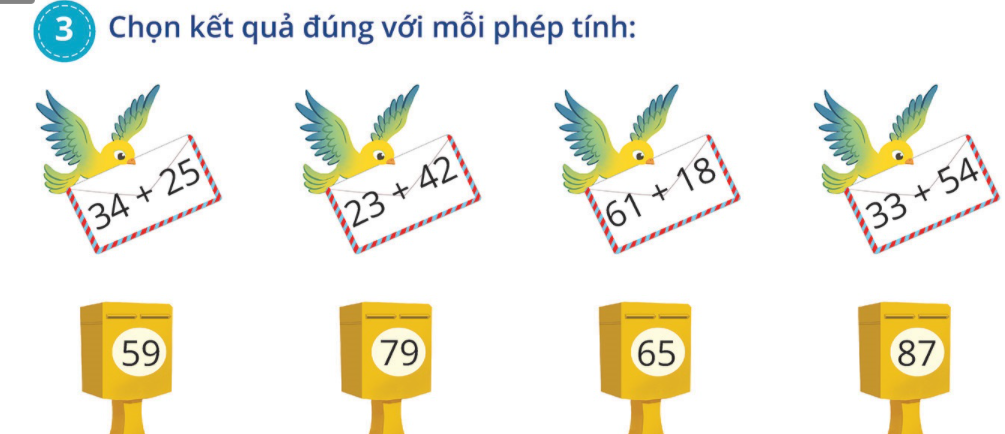 3 Chọn kết quả đúng với mỗi phép tính:
34 + 25 23 + 42 61 + 18 33 + 54
59 79 65 87